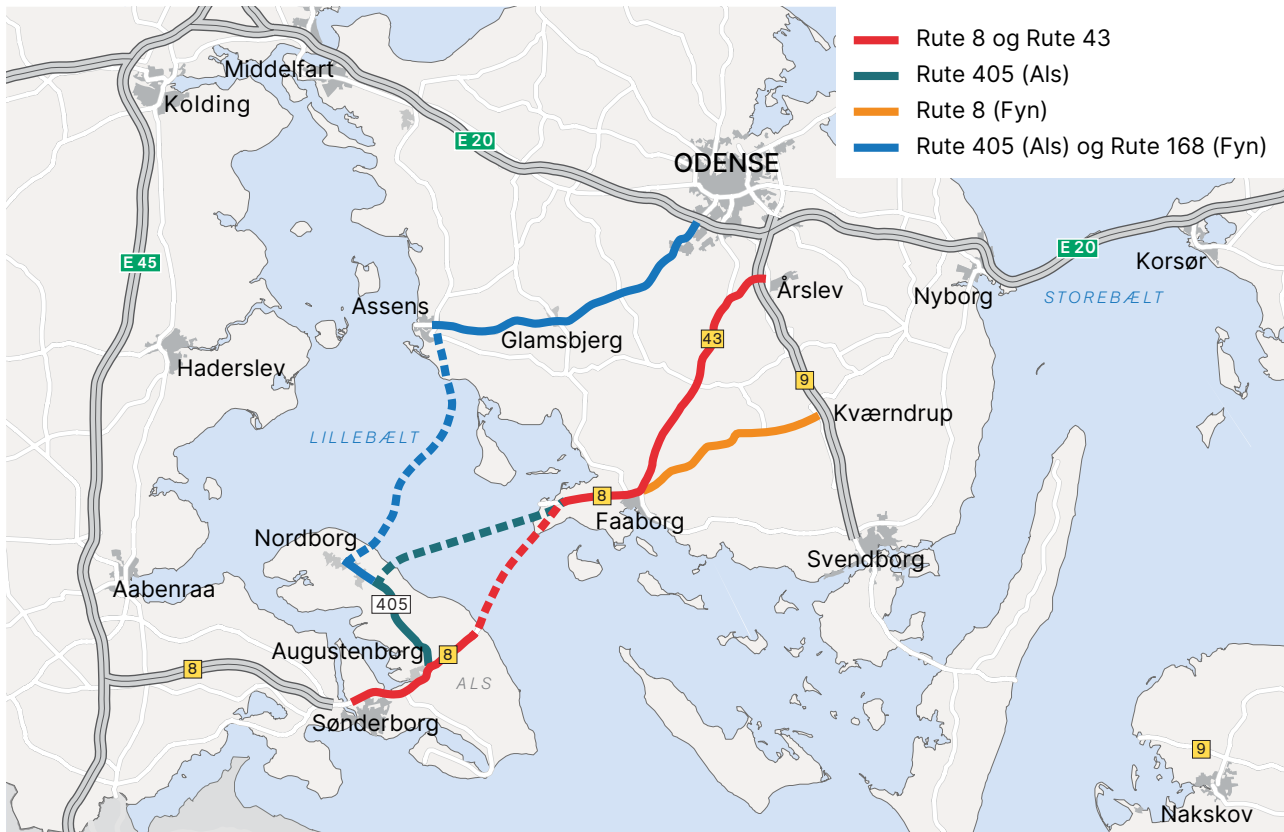 Rute 8 og Rute 43
Rute 405 (Als)
Rute 8 (Fyn)
Rute 405 (Als) og Rute 168 (Fyn)
Middelfart
Kolding
E 20
ODENSE
E 45
E 20
Korsør
Årslev
Nyborg
STOREBÆLT
Assens
Glamsbjerg
43
Haderslev
9
Kværndrup
LILLEBÆLT
8
Faaborg
Nordborg
Svendborg
Aabenraa
405
Augustenborg
8
8
ALS
Sønderborg
9
Nakskov